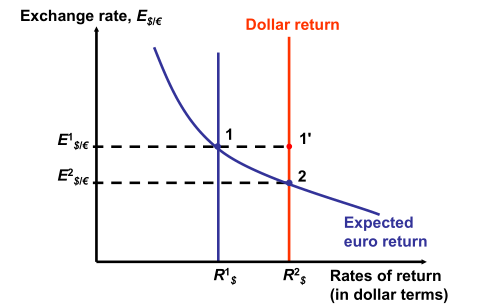 Exchange rate, E$/€
Dollar return
1
1'
E¹$/€
E²$/€
2
Expected
euro return
R¹$
R²$
Rates of return
(in dollar terms)